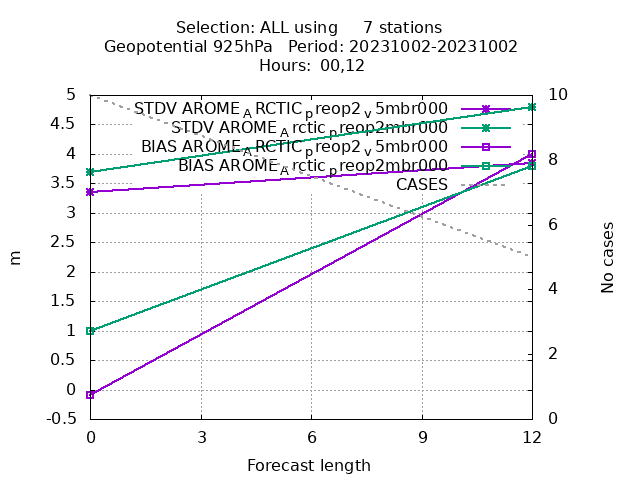 Selection: ALL using     7 stations
Geopotential 925hPa   Period: 20231002-20231002
Hours: 00,12
STDV AROME_ARCTIC_preop2_v5mbr000
STDV AROME_Arctic_preop2mbr000
BIAS AROME_ARCTIC_preop2_v5mbr000
BIAS AROME_Arctic_preop2mbr000
CASES
5
4.5
4
3.5
3
2.5
2
1.5
1
0.5
0
-0.5
m
10
8
6
4
2
0
No cases
0 3 6 9 12
Forecast length